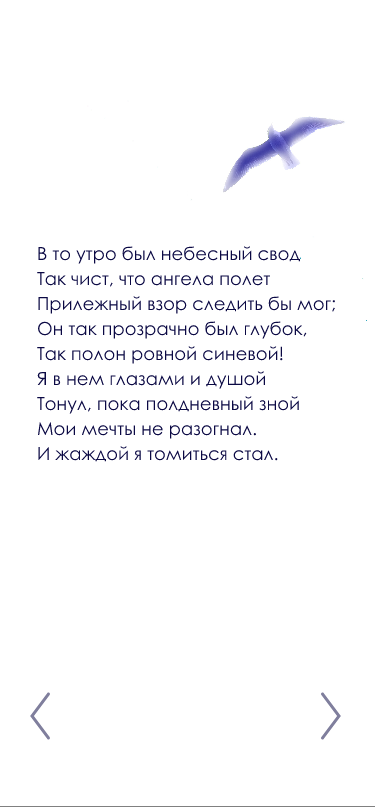 В то утро был небесный свод
Так чист, что ангела полет
Прилежный взор следить бы мог;
Он так прозрачно был глубок,
Так полон ровной синевой!
Я в нем глазами и душой
Тонул, пока полдневный зной
Мои мечты не разогнал.
И жаждой я томиться стал.